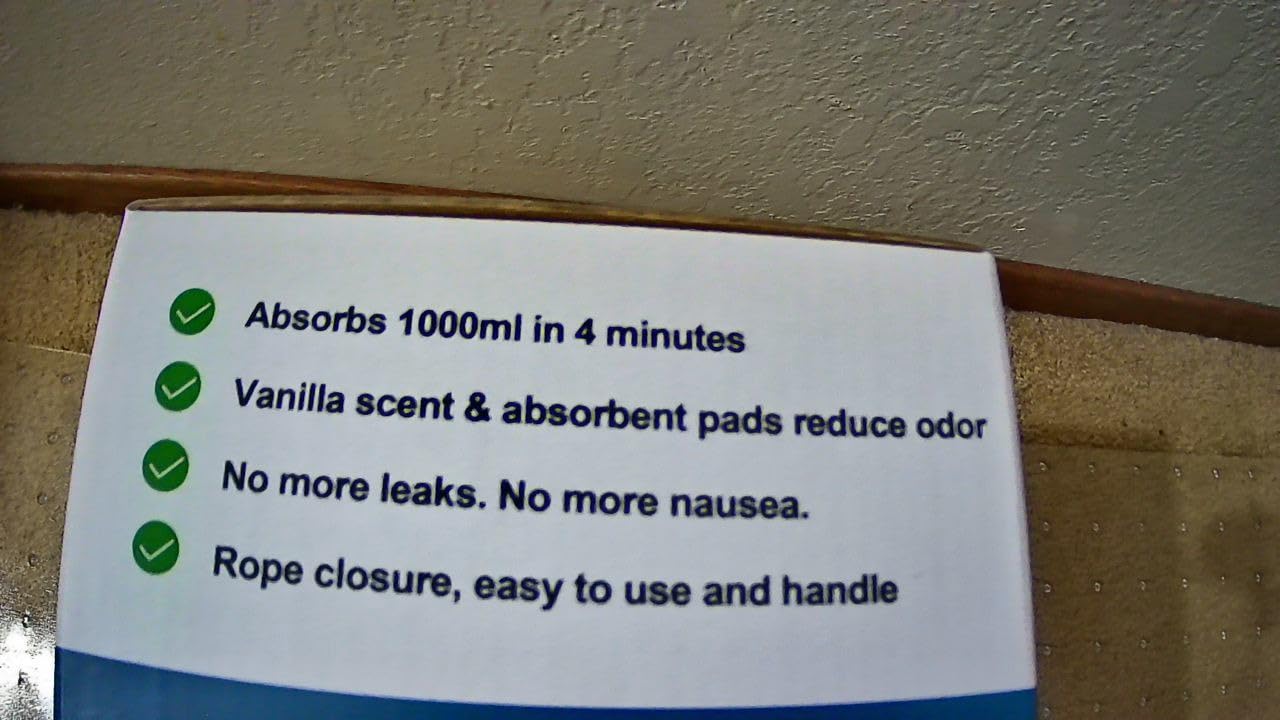 Absorbs 1000ml in 4 minutes
Vanilla scent & absorbent pads reduce odor
No more leaks. No more nausea.
Rope closure, easy to use and handle